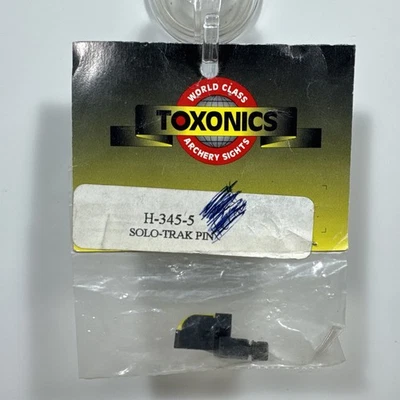 WORLD CLASS
TOXONICS
ARCHERY SIGHTS
H-345-5
SOLO-TRAK PIN